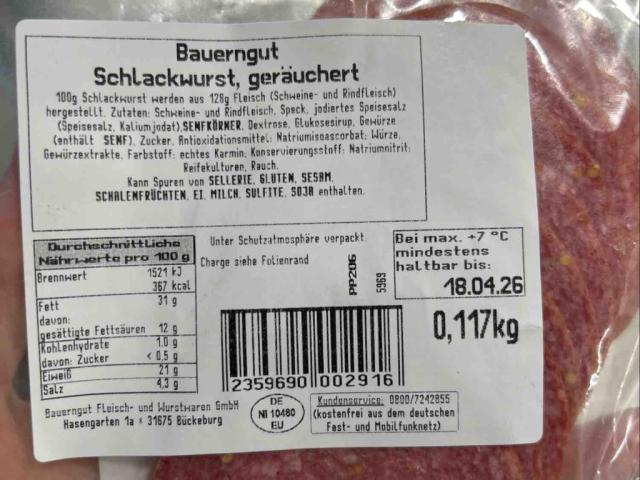 Bauerngut
Schlackwurst, geräuchert
100g Schlackwurst werden aus 128g Fleisch (Schweine- und Rindfleisch)
hergestellt. Zutaten: Schweine- und Rindfleisch, Speck, jodiertes Speisesalz
(Speisesalz, Kaliumjodat),SENFKÖRNER, Dextrose, Glukosesirup, Gewürze
(enthält SENF), Zucker, Antioxidationsmittel: Natriumisoascorbat; Würze,
Gewürzextrakte, Farbstoff: echtes Karmin; Konservierungsstoff: Natriumnitrit;
Reifekulturen, Rauch.
Kann Spuren von SELLERIE, GLUTEN, SESAM,
SCHALENFRÜCHTEN, EI, MILCH, SULFITE, SOJA enthalten.
Durchschnittliche
Nährwerte pro 100 g
Brennwert 1521 kJ
367 kcal
Fett 31 g
davon:
gesättigte Fettsäuren 12 g
Kohlenhydrate 1,0 g
davon: Zucker < 0,5 g
Eiweiß 21 g
Salz 4,3 g
Unter Schutzatmosphäre verpackt.
Charge siehe Folienrand
PP206
5969
Bei max. +7 °C
mindestens
haltbar bis:
18.04.26
0,117kg
2359690 002916
Bauerngut Fleisch- und Wurstwaren GmbH
Hasengarten 1a * 31675 Bückeburg
DE
NI 10480
EU
Kundenservice: 0800/7242855
(kostenfrei aus dem deutschen
Fest- und Mobilfunknetz)